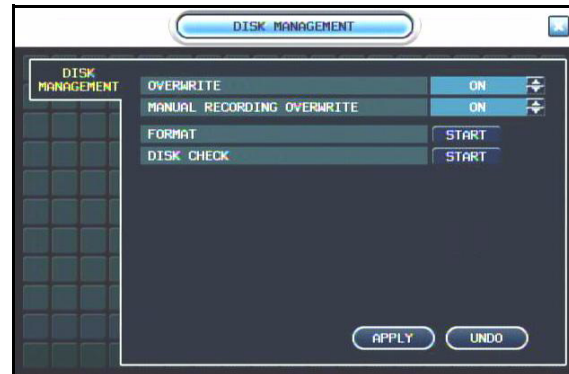 DISK MANAGEMENT
DISK
MANAGEMENT
OVERWRITE ON
MANUAL RECORDING OVERWRITE ON
FORMAT START
DISK CHECK START
APPLY UNDO